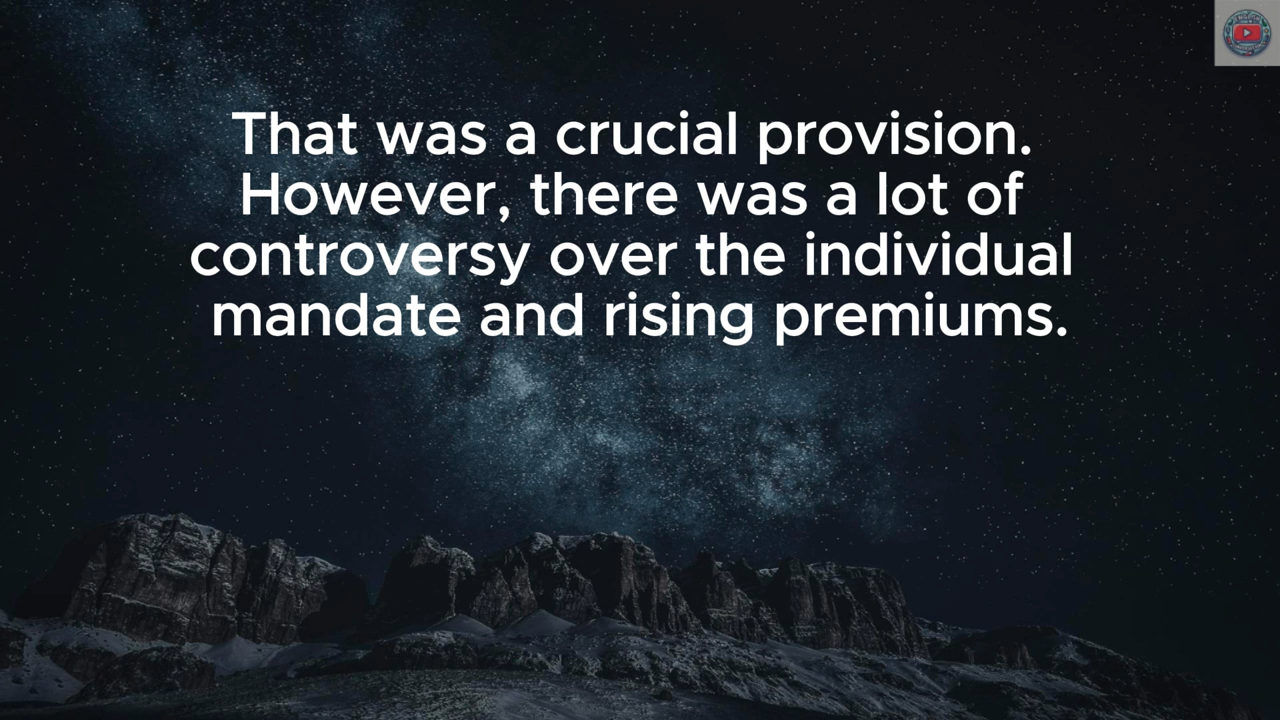 That was a crucial provision.
However, there was a lot of
controversy over the individual
mandate and rising premiums.